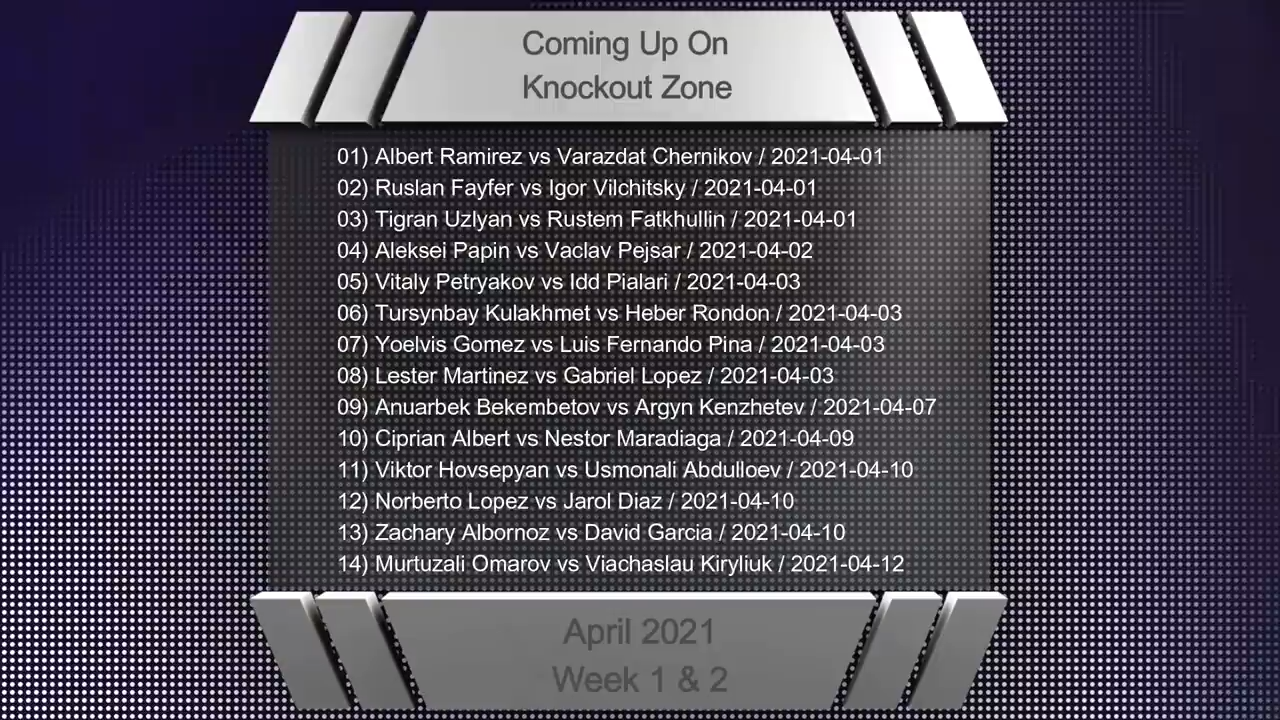 Coming Up On
Knockout Zone
01) Albert Ramirez vs Varazdat Chernikov / 2021-04-01
02) Ruslan Fayfer vs Igor Vilchitsky / 2021-04-01
03) Tigran Uzlyan vs Rustem Fatkhullin / 2021-04-01
04) Aleksei Papin vs Vaclav Pejsar / 2021-04-02
05) Vitaly Petryakov vs Idd Pialari / 2021-04-03
06) Tursynbay Kulakhmet vs Heber Rondon / 2021-04-03
07) Yoelvis Gomez vs Luis Fernando Pina / 2021-04-03
08) Lester Martinez vs Gabriel Lopez / 2021-04-03
09) Anuarbek Bekembetov vs Argyn Kenzhetev / 2021-04-07
10) Ciprian Albert vs Nestor Maradiaga / 2021-04-09
11) Viktor Hovsepyan vs Usmonali Abdulloev / 2021-04-10
12) Norberto Lopez vs Jarol Diaz / 2021-04-10
13) Zachary Albornoz vs David Garcia / 2021-04-10
14) Murtuzali Omarov vs Viachaslau Kiryliuk / 2021-04-12
April 2021
Week 1 & 2